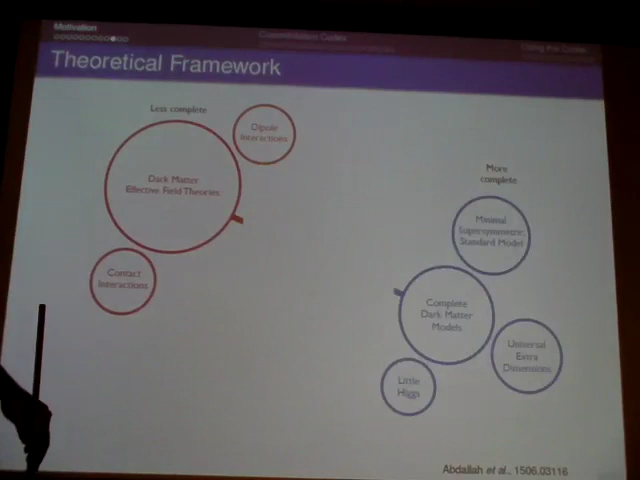 Motivation
Theoretical Framework
Less complete
Dipole
Interactions
Dark Matter
Effective Field Theories
Contact
Interactions
More
complete
Minimal
Supersymmetric
Standard Model
Complete
Dark Matter
Models
Universal
Extra
Dimensions
Little
Higgs
Abdallah et al., 1506.03116